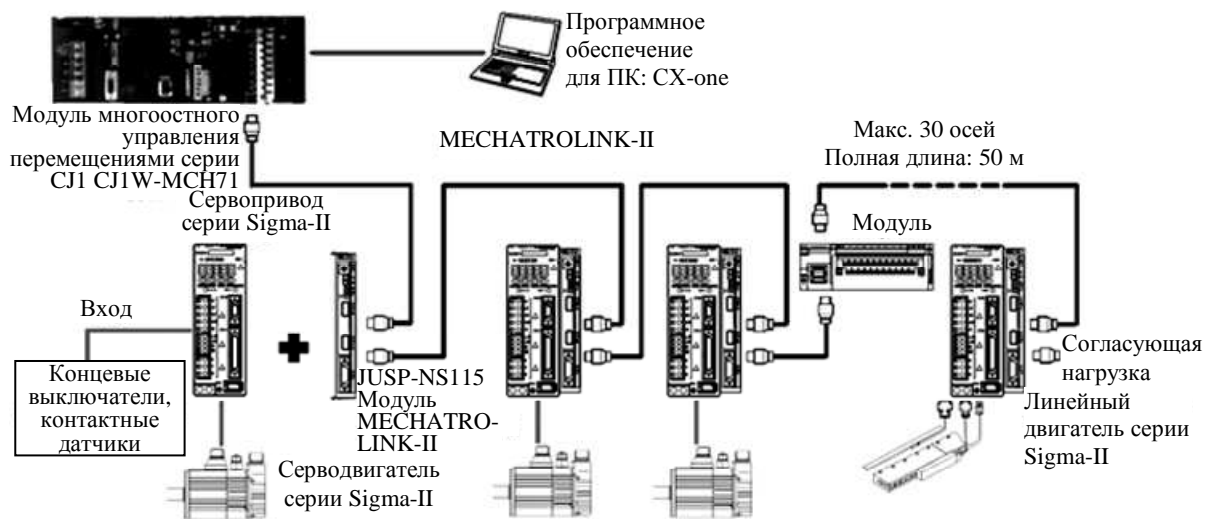 Программное
обеспечение
для ПК: CX-one
Модуль многоостного
управления
перемещениями серии
CJ1 CJ1W-MCH71
MECHATROLINK-II
Макс. 30 осей
Полная длина: 50 м
Сервопривод
серии Sigma-II
Модуль
Вход
Концевые
выключатели,
контактные
датчики
JUSP-NS115
Модуль
MECHATRO-
LINK-II
Согласующая
нагрузка
Линейный
двигатель серии
Sigma-II
Серводвигатель
серии Sigma-II